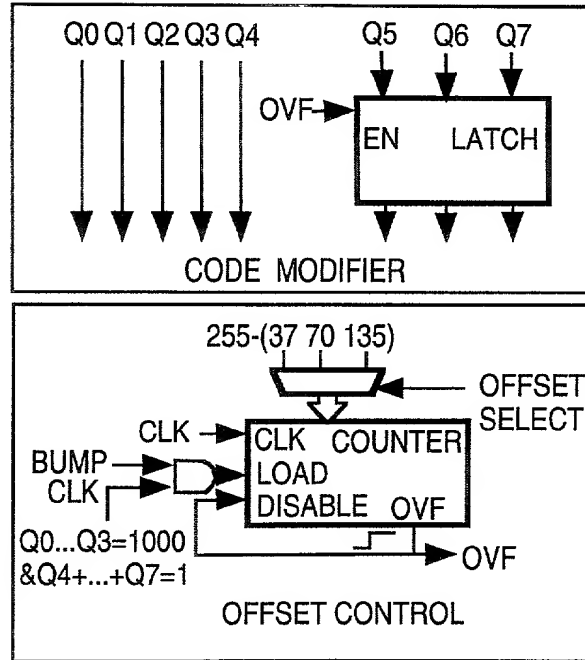 Q0 Q1 Q2 Q3 Q4 Q5 Q6 Q7
OVF
EN LATCH
CODE MODIFIER
255-(37 70 135)
OFFSET
SELECT
CLK
CLK COUNTER
BUMP
CLK
LOAD
DISABLE OVF
Q0...Q3=1000
&Q4+...+Q7=1
OVF
OFFSET CONTROL